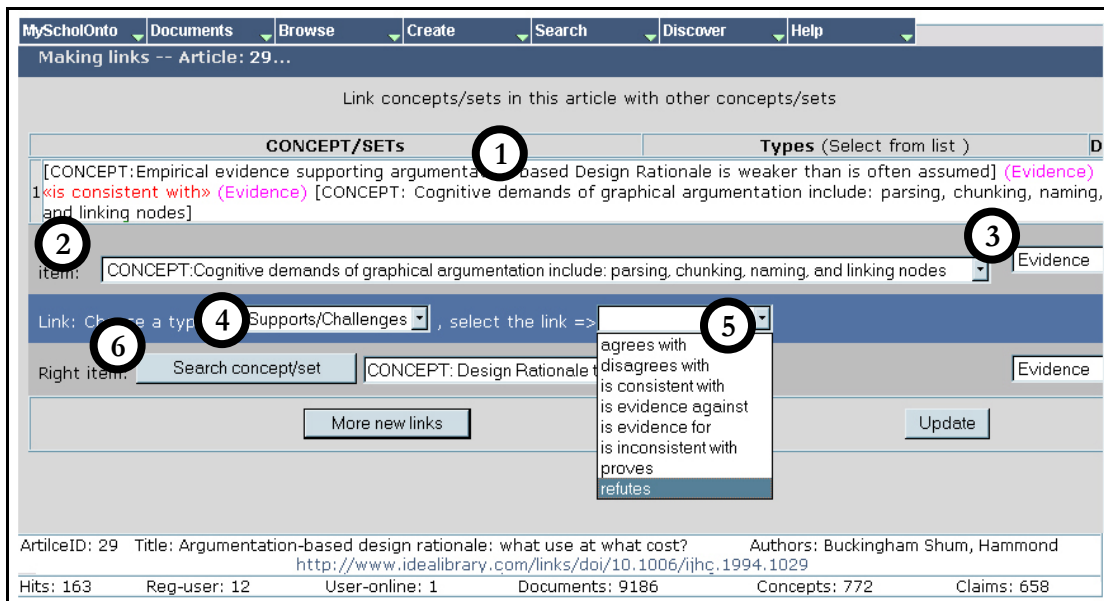 MyScholOnto Documents Browse Create Search Discover Help
Making links -- Article: 29...
Link concepts/sets in this article with other concepts/sets
CONCEPT/SETs Types (Select from list ) D
1
[CONCEPT:Empirical evidence supporting argumenta based Design Rationale is weaker than is often assumed] (Evidence)
1 «is consistent with» (Evidence) [CONCEPT: Cognitive demands of graphical argumentation include: parsing, chunking, naming,
and linking nodes]
2 3
item: CONCEPT:Cognitive demands of graphical argumentation include: parsing, chunking, naming, and linking nodes Evidence
Link: Ch e a typ 4 Supports/Challenges , select the link => 5
6
Right item: Search concept/set CONCEPT: Design Rationale t Evidence
agrees with
disagrees with
is consistent with
is evidence against
is evidence for
is inconsistent with
proves
refutes
More new links Update
ArtilceID: 29 Title: Argumentation-based design rationale: what use at what cost? Authors: Buckingham Shum, Hammond
http://www.idealibrary.com/links/doi/10.1006/ijhc.1994.1029
Hits: 163 Reg-user: 12 User-online: 1 Documents: 9186 Concepts: 772 Claims: 658